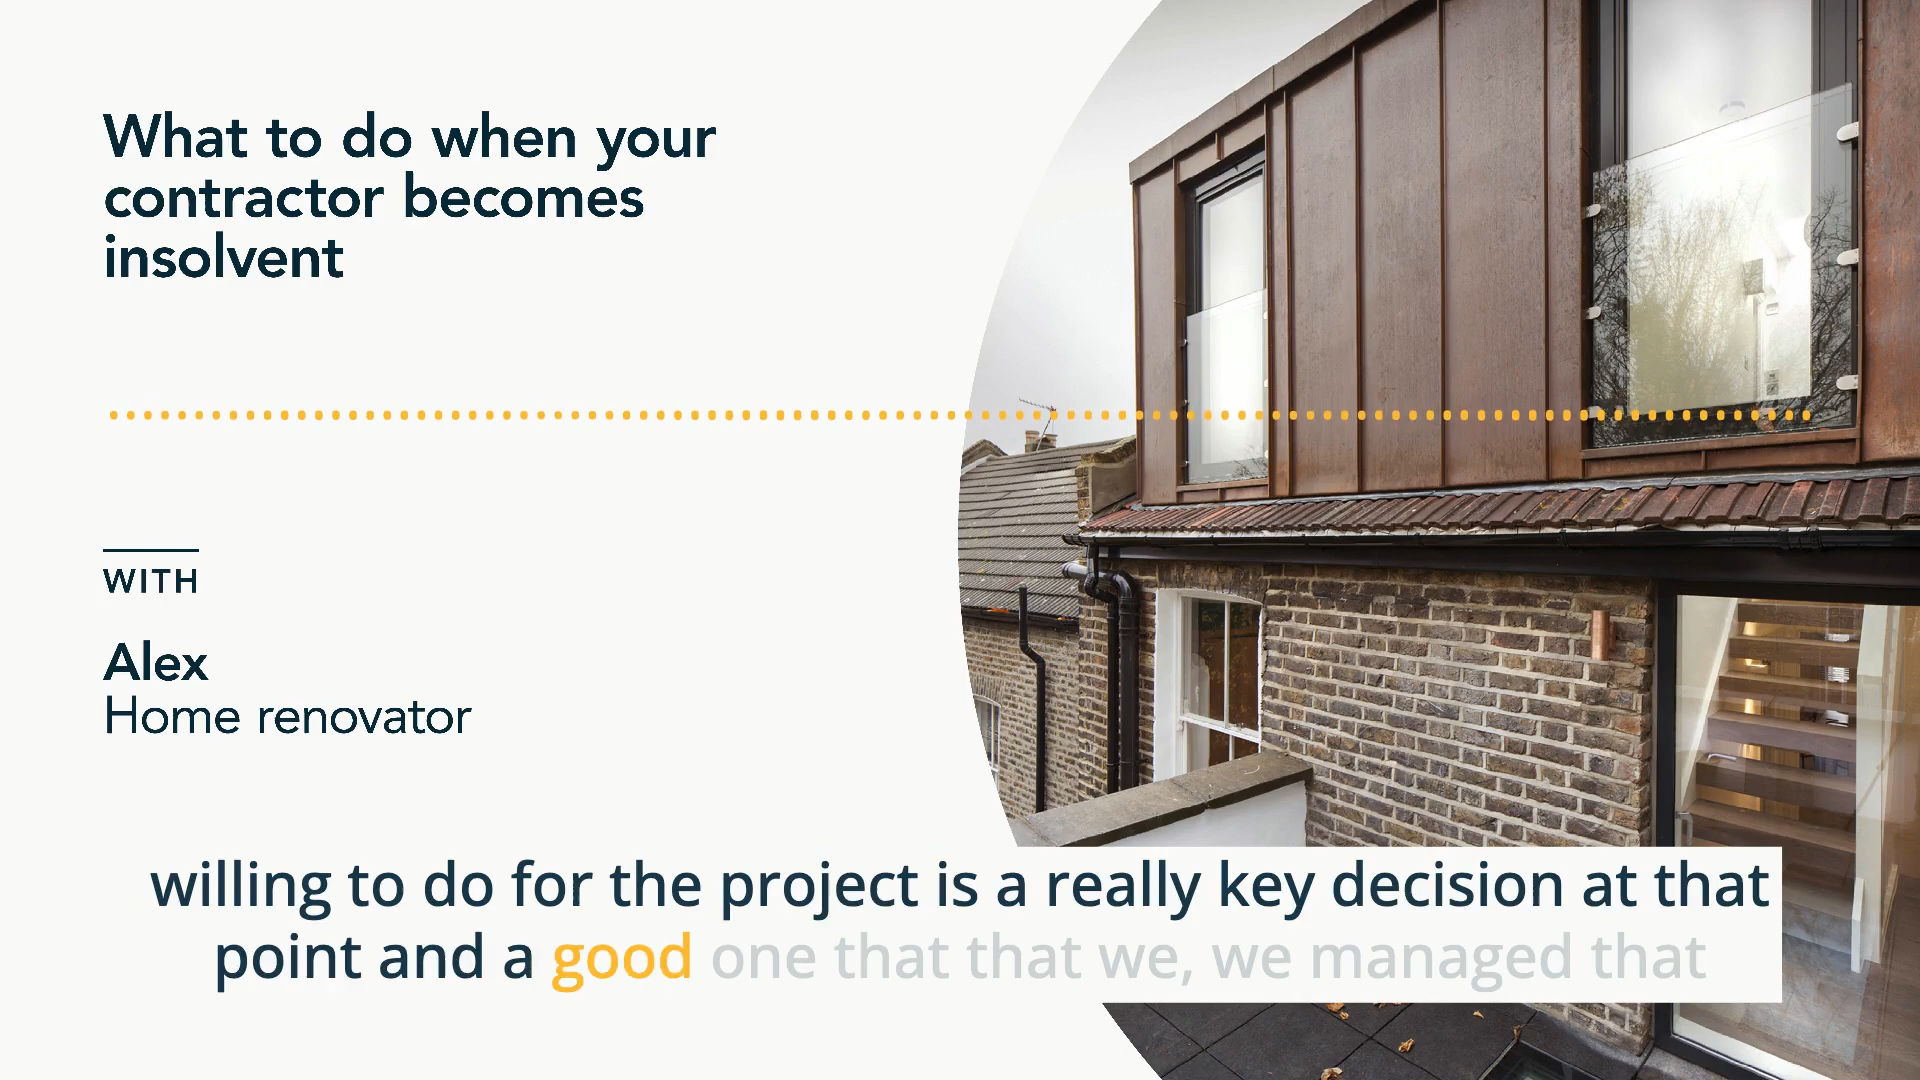 What to do when your
contractor becomes
insolvent
WITH
Alex
Home renovator
willing to do for the project is a really key decision at that
point and a good one that that we, we managed that